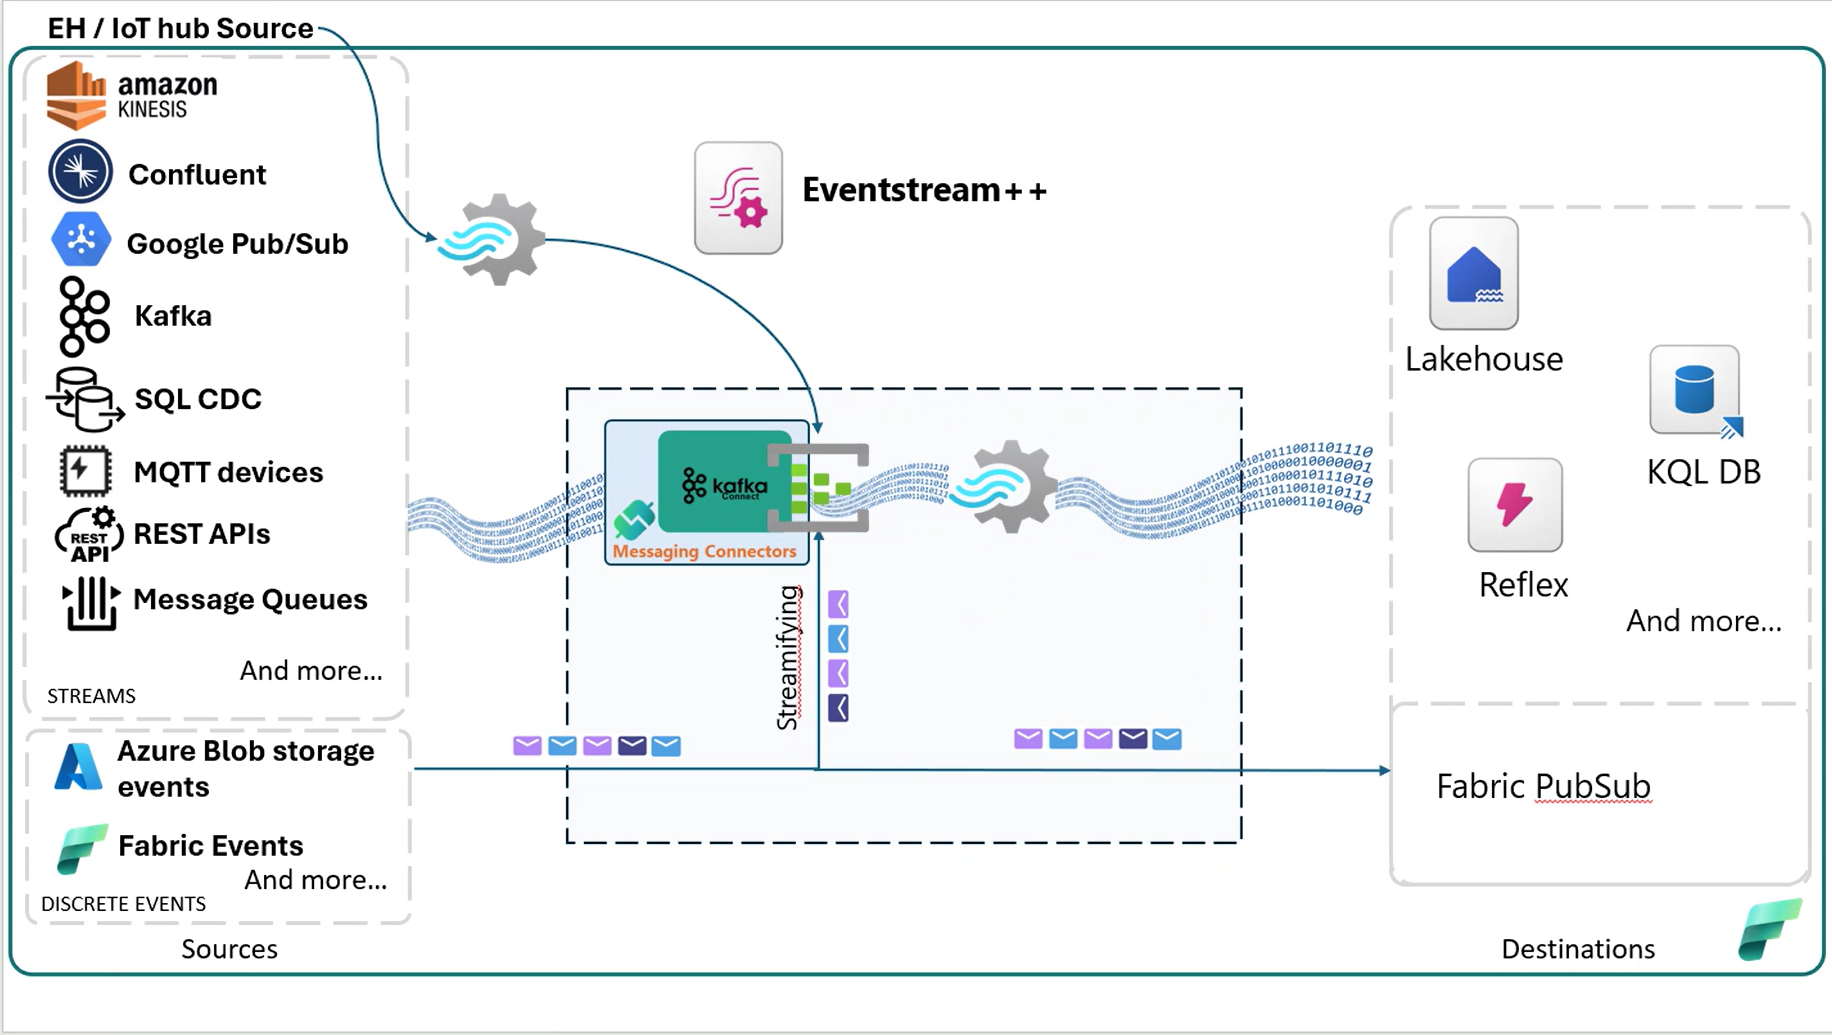 EH / IoT hub Source
amazon
KINESIS
Confluent
Google Pub/Sub
Kafka
SQL CDC
MQTT devices
REST
API
REST APIs
Message Queues
And more...
STREAMS
Azure Blob storage
events
Fabric Events
And more...
DISCRETE EVENTS
Sources
Eventstream++
kafka
Connect
Messaging Connectors
Streamifying
Lakehouse
KQL DB
Reflex
And more...
Fabric PubSub
Destinations